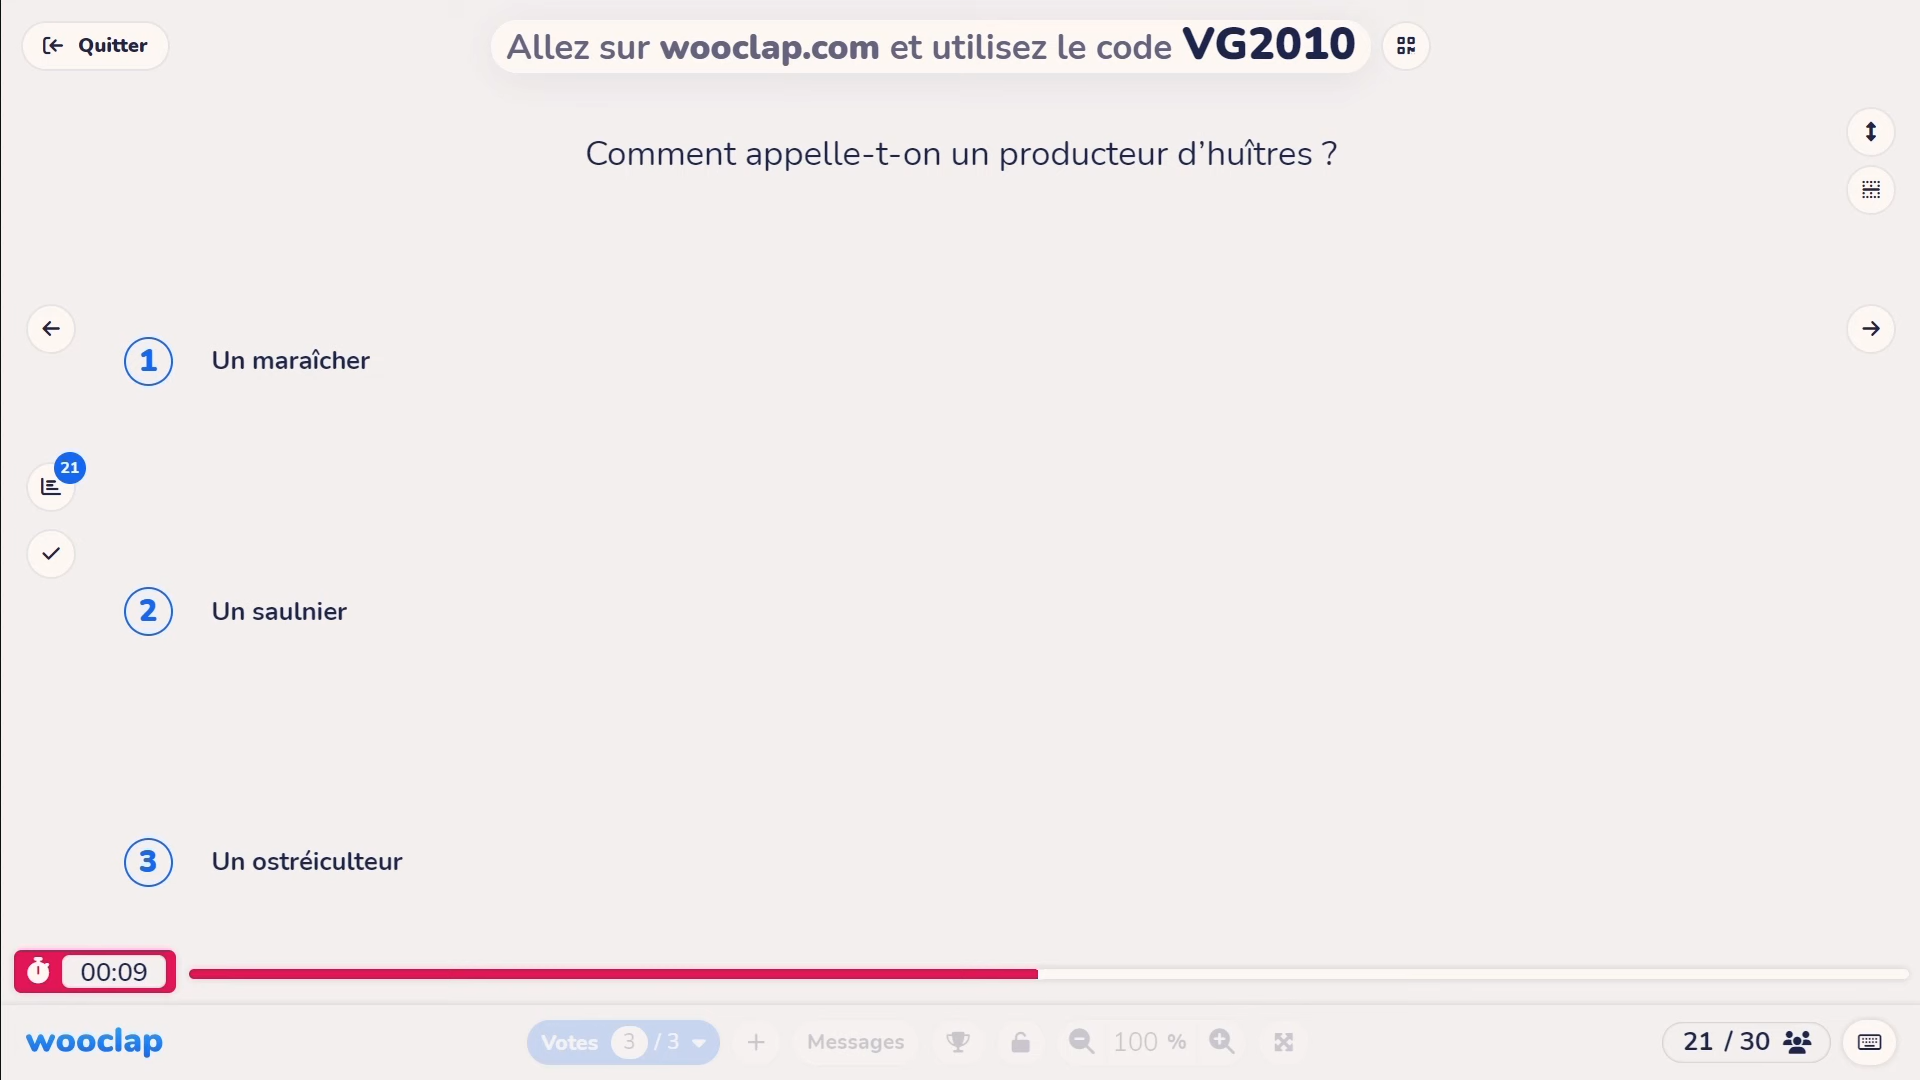 Quitter
Allez sur wooclap.com et utilisez le code VG2010
Comment appelle-t-on un producteur d’huîtres ?
1 Un maraîcher
21
2 Un saulnier
3 Un ostréiculteur
00:09
wooclap
Votes 3 / 3
Messages
100 %
21 / 30